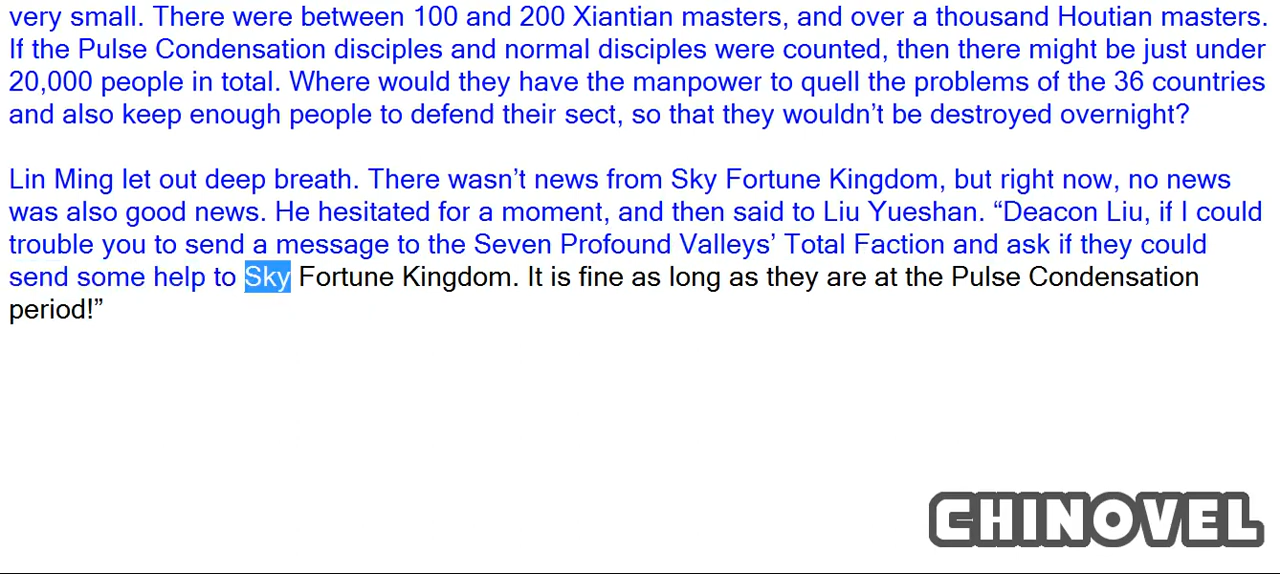 very small. There were between 100 and 200 Xiantian masters, and over a thousand Houtian masters.
If the Pulse Condensation disciples and normal disciples were counted, then there might be just under
20,000 people in total. Where would they have the manpower to quell the problems of the 36 countries
and also keep enough people to defend their sect, so that they wouldn’t be destroyed overnight?
Lin Ming let out deep breath. There wasn’t news from Sky Fortune Kingdom, but right now, no news
was also good news. He hesitated for a moment, and then said to Liu Yueshan. “Deacon Liu, if I could
trouble you to send a message to the Seven Profound Valleys’ Total Faction and ask if they could
send some help to Sky Fortune Kingdom. It is fine as long as they are at the Pulse Condensation
period!”
CHINOVEL